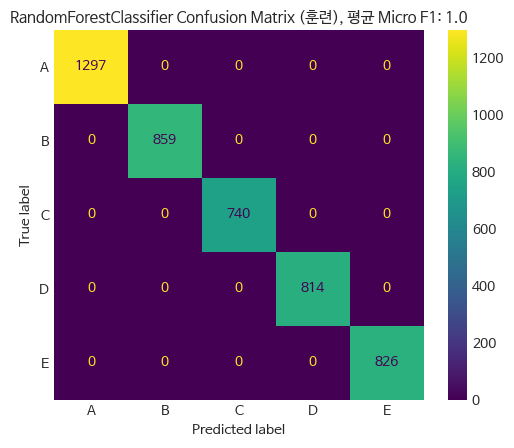 RandomForestClassifier Confusion Matrix (훈련), 평균 Micro F1: 1.0
A 1297 0 0 0 0
B 0 859 0 0 0
C 0 0 740 0 0
D 0 0 0 814 0
E 0 0 0 0 826
A B C D E
Predicted label
True label
1200
1000
800
600
400
200
0